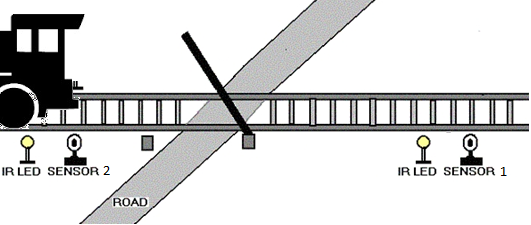 IR LED SENSOR 2
IR LED SENSOR 1
ROAD